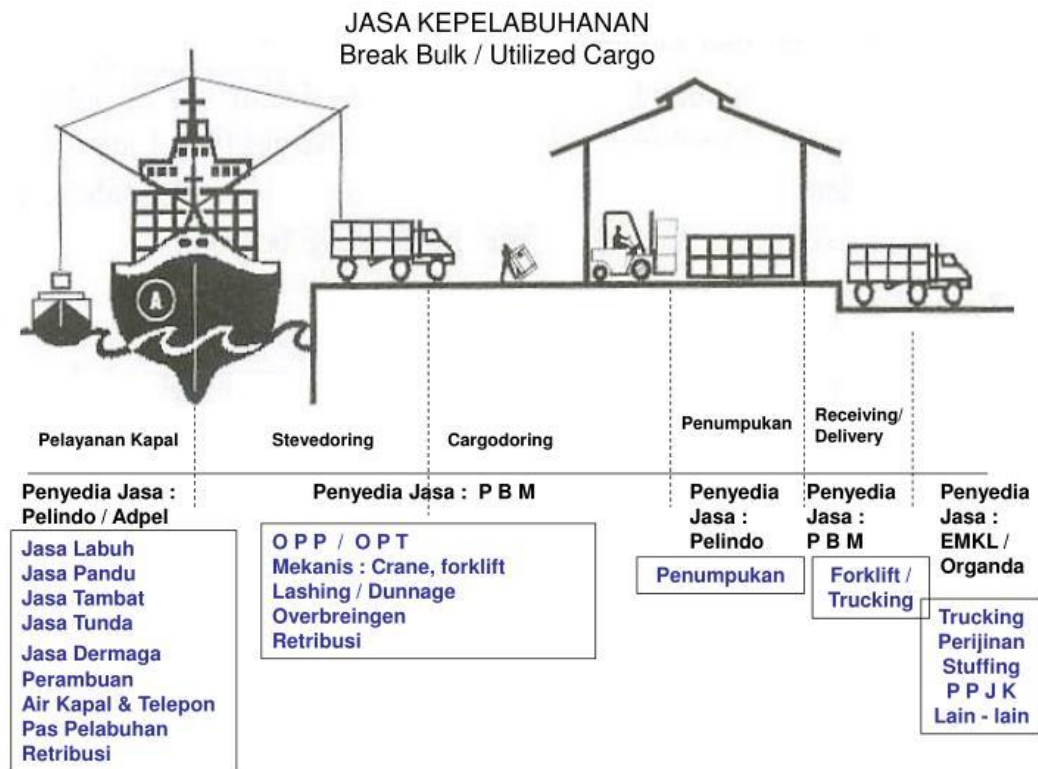 JASA KEPELABUHANAN
Break Bulk / Utilized Cargo
A
Pelayanan Kapal
Stevedoring
Cargodoring
Penumpukan
Receiving/
Delivery
Penyedia Jasa :
Pelindo / Adpel
Jasa Labuh
Jasa Pandu
Jasa Tambat
Jasa Tunda
Jasa Dermaga
Perambuan
Air Kapal & Telepon
Pas Pelabuhan
Retribusi
Penyedia Jasa : P B M
O P P / O P T
Mekanis : Crane, forklift
Lashing / Dunnage
Overbreingen
Retribusi
Penyedia
Jasa :
Pelindo
Penumpukan
Penyedia
Jasa :
P B M
Forklift /
Trucking
Penyedia
Jasa :
EMKL /
Organda
Trucking
Perijinan
Stuffing
P P J K
Lain - lain